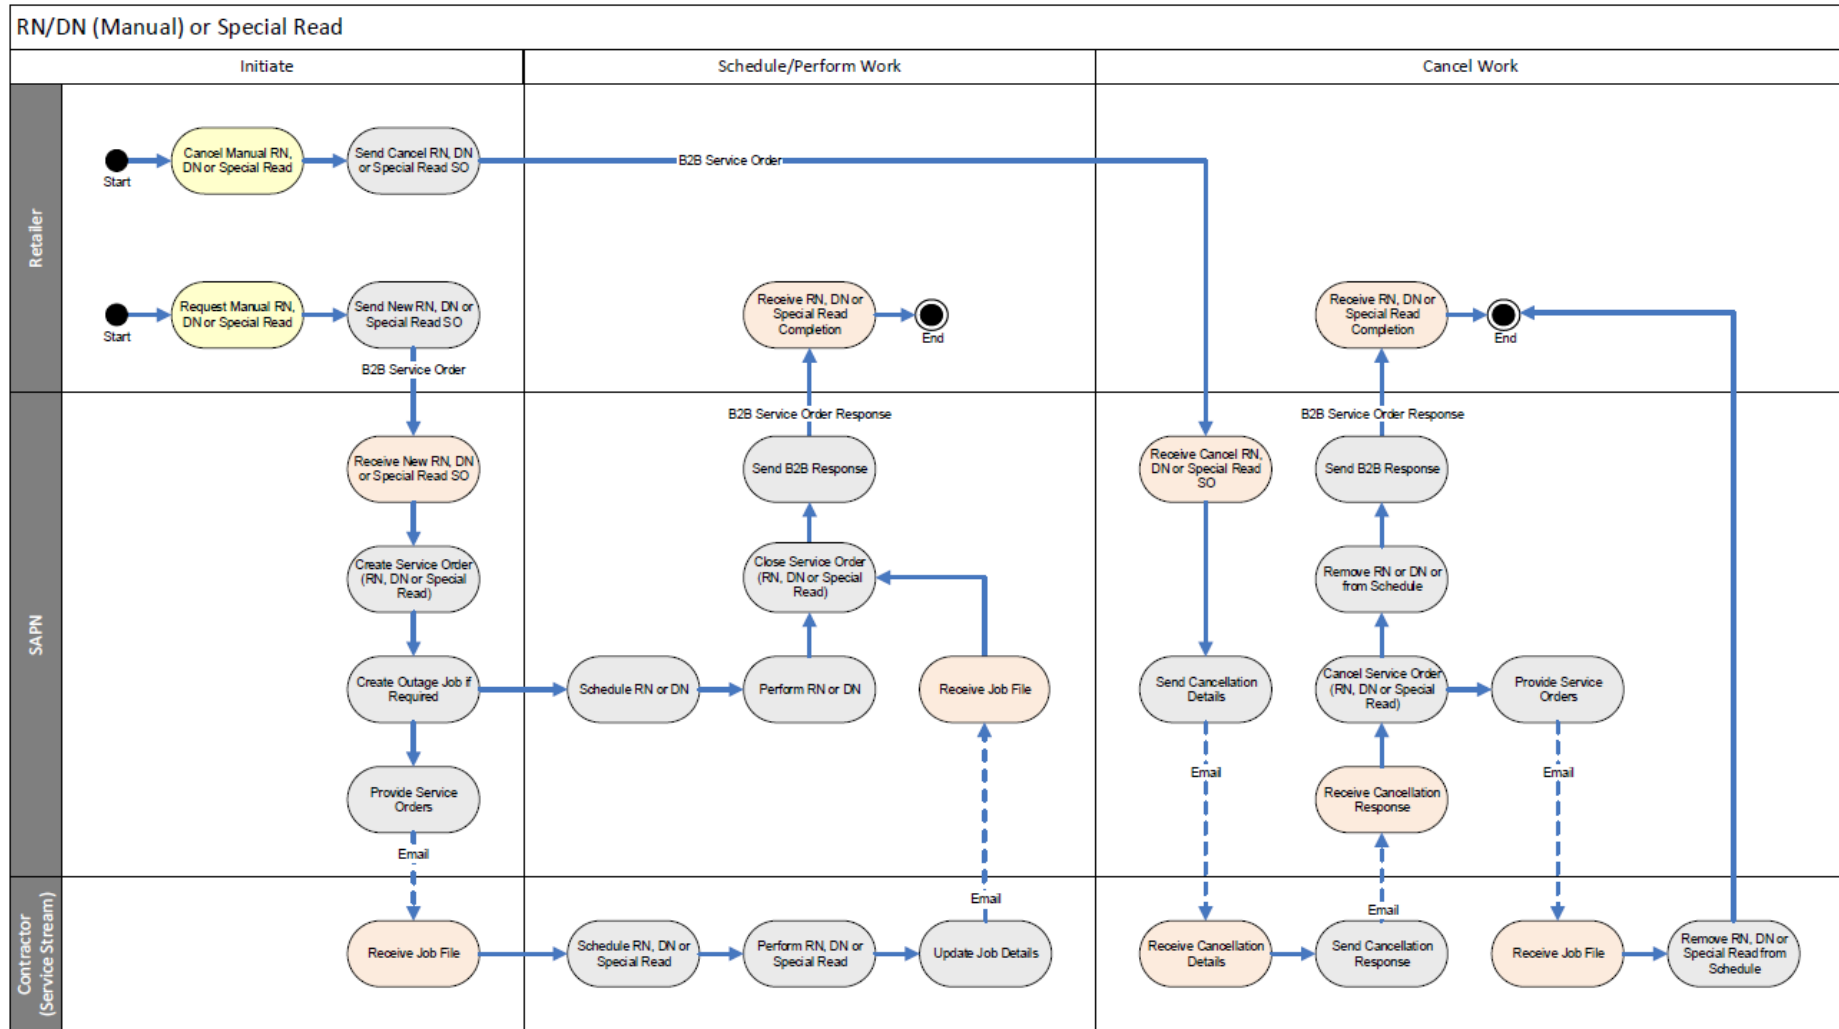 RN/DN (Manual) or Special Read
Initiate
Schedule/Perform Work
Cancel Work
Retailer
Start
Cancel Manual RN,
DN or Special Read
Send Cancel RN, DN
or Special Read SO
B2B Service Order
Start
Request Manual RN,
DN or Special Read
Send New RN, DN or
Special Read SO
B2B Service Order
Receive RN, DN or
Special Read
Completion
End
Receive RN, DN or
Special Read
Completion
End
SAPN
B2B Service Order Response
B2B Service Order Response
Receive New RN, DN
or Special Read SO
Send B2B Response
Receive Cancel RN,
DN or Special Read
SO
Send B2B Response
Create Service Order
(RN, DN or Special
Read)
Close Service Order
(RN, DN or Special
Read)
Remove RN or DN or
from Schedule
Create Outage Job if
Required
Schedule RN or DN
Perform RN or DN
Receive Job File
Send Cancellation
Details
Cancel Service Order
(RN, DN or Special
Read)
Provide Service
Orders
Provide Service
Orders
Email
Email
Receive Cancellation
Response
Email
Contractor
(Service Stream)
Email
Email
Receive Job File
Schedule RN, DN or
Special Read
Perform RN, DN or
Special Read
Update Job Details
Receive Cancellation
Details
Send Cancellation
Response
Receive Job File
Remove RN, DN or
Special Read from
Schedule